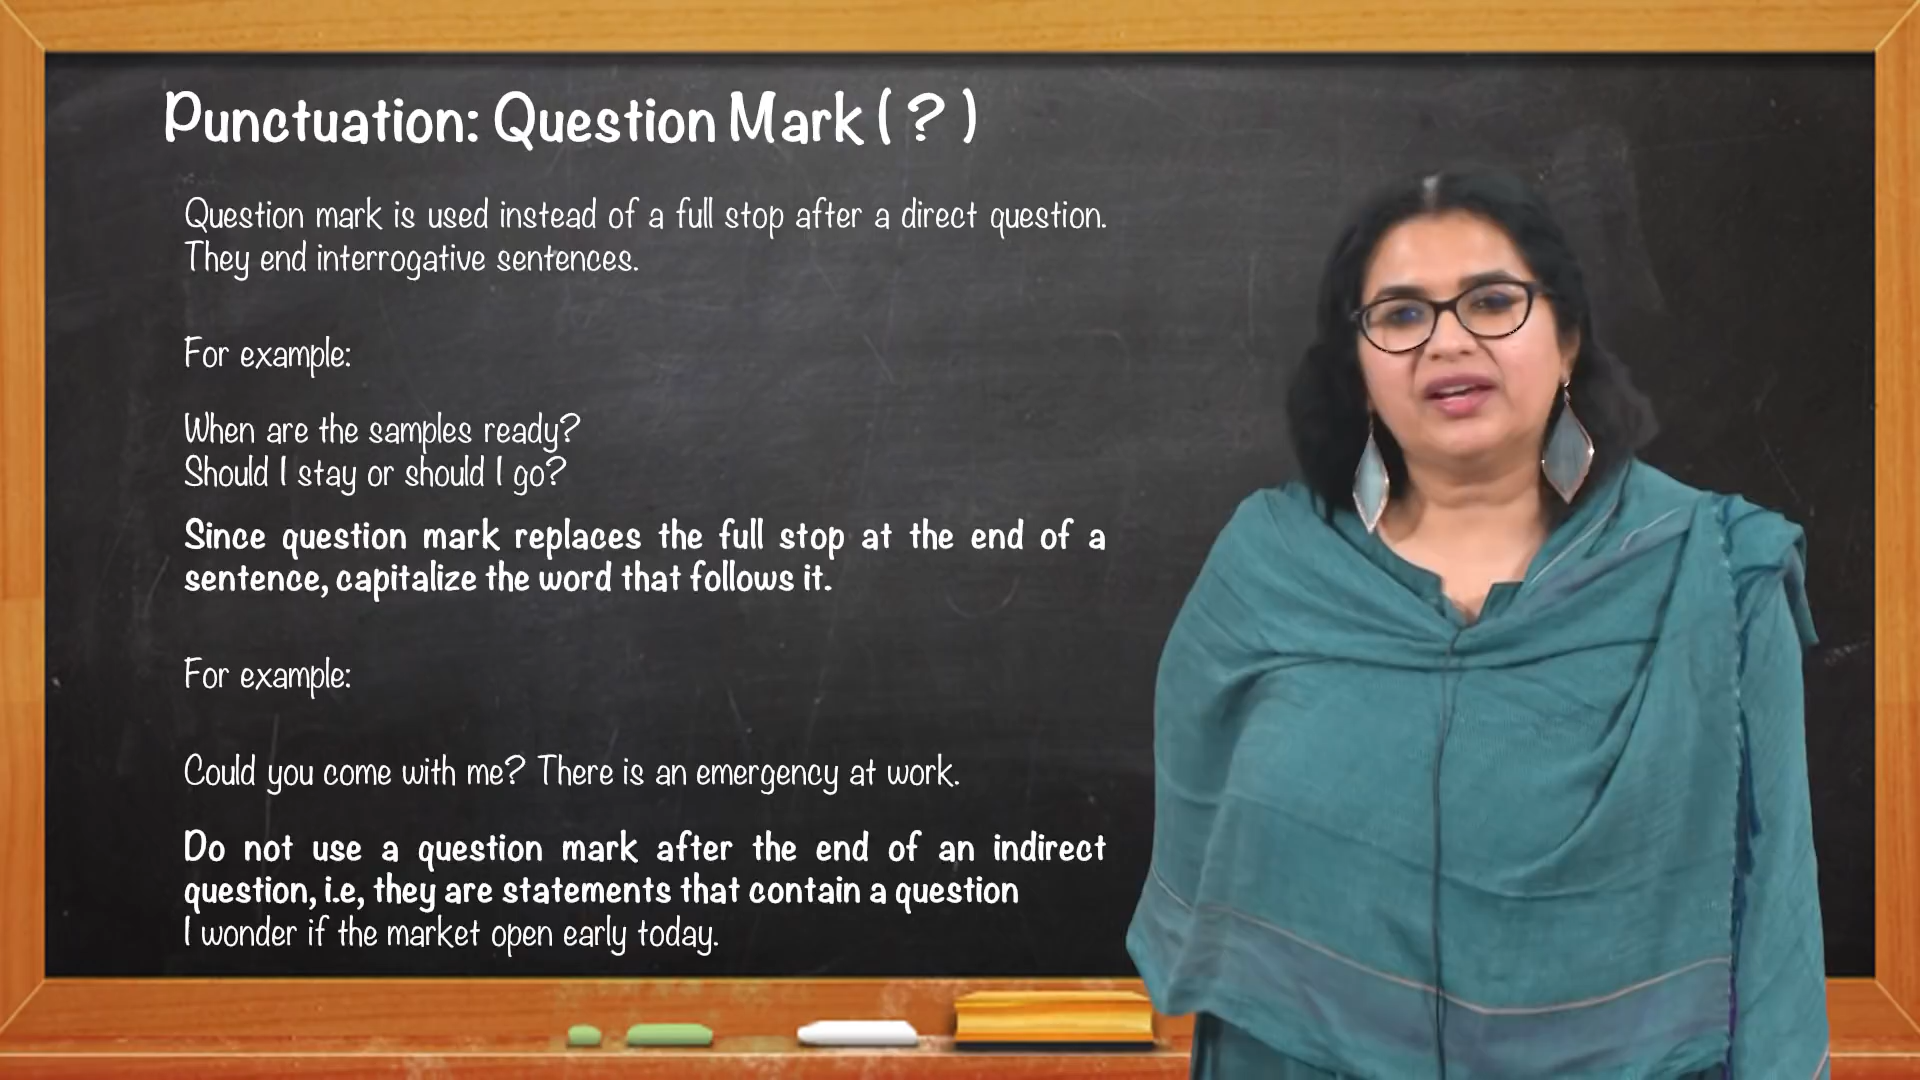 Punctuation: Question Mark ( ? )
Question mark is used instead of a full stop after a direct question.
They end interrogative sentences.
For example:
When are the samples ready?
Should I stay or should I go?
Since question mark replaces the full stop at the end of a
sentence, capitalize the word that follows it.
For example:
Could you come with me? There is an emergency at work.
Do not use a question mark after the end of an indirect
question, i.e, they are statements that contain a question
I wonder if the market open early today.